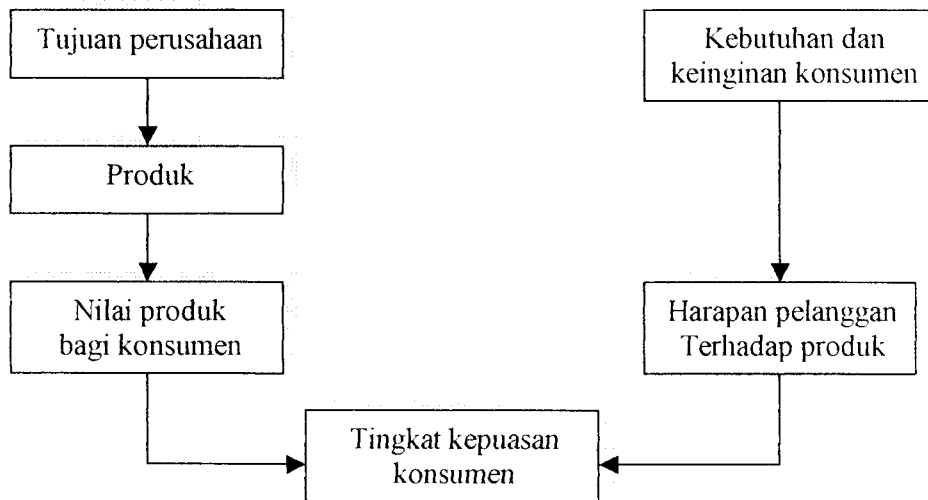 Tujuan perusahaan
Kebutuhan dan
keinginan konsumen
Produk
Nilai produk
bagi konsumen
Harapan pelanggan
Terhadap produk
Tingkat kepuasan
konsumen